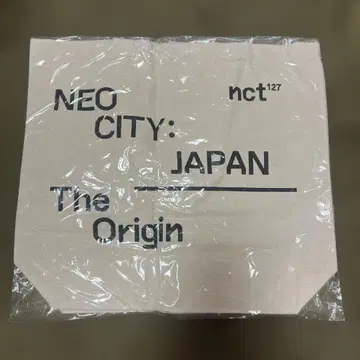 NEO
nct127
CITY:
JAPAN
The
Origin